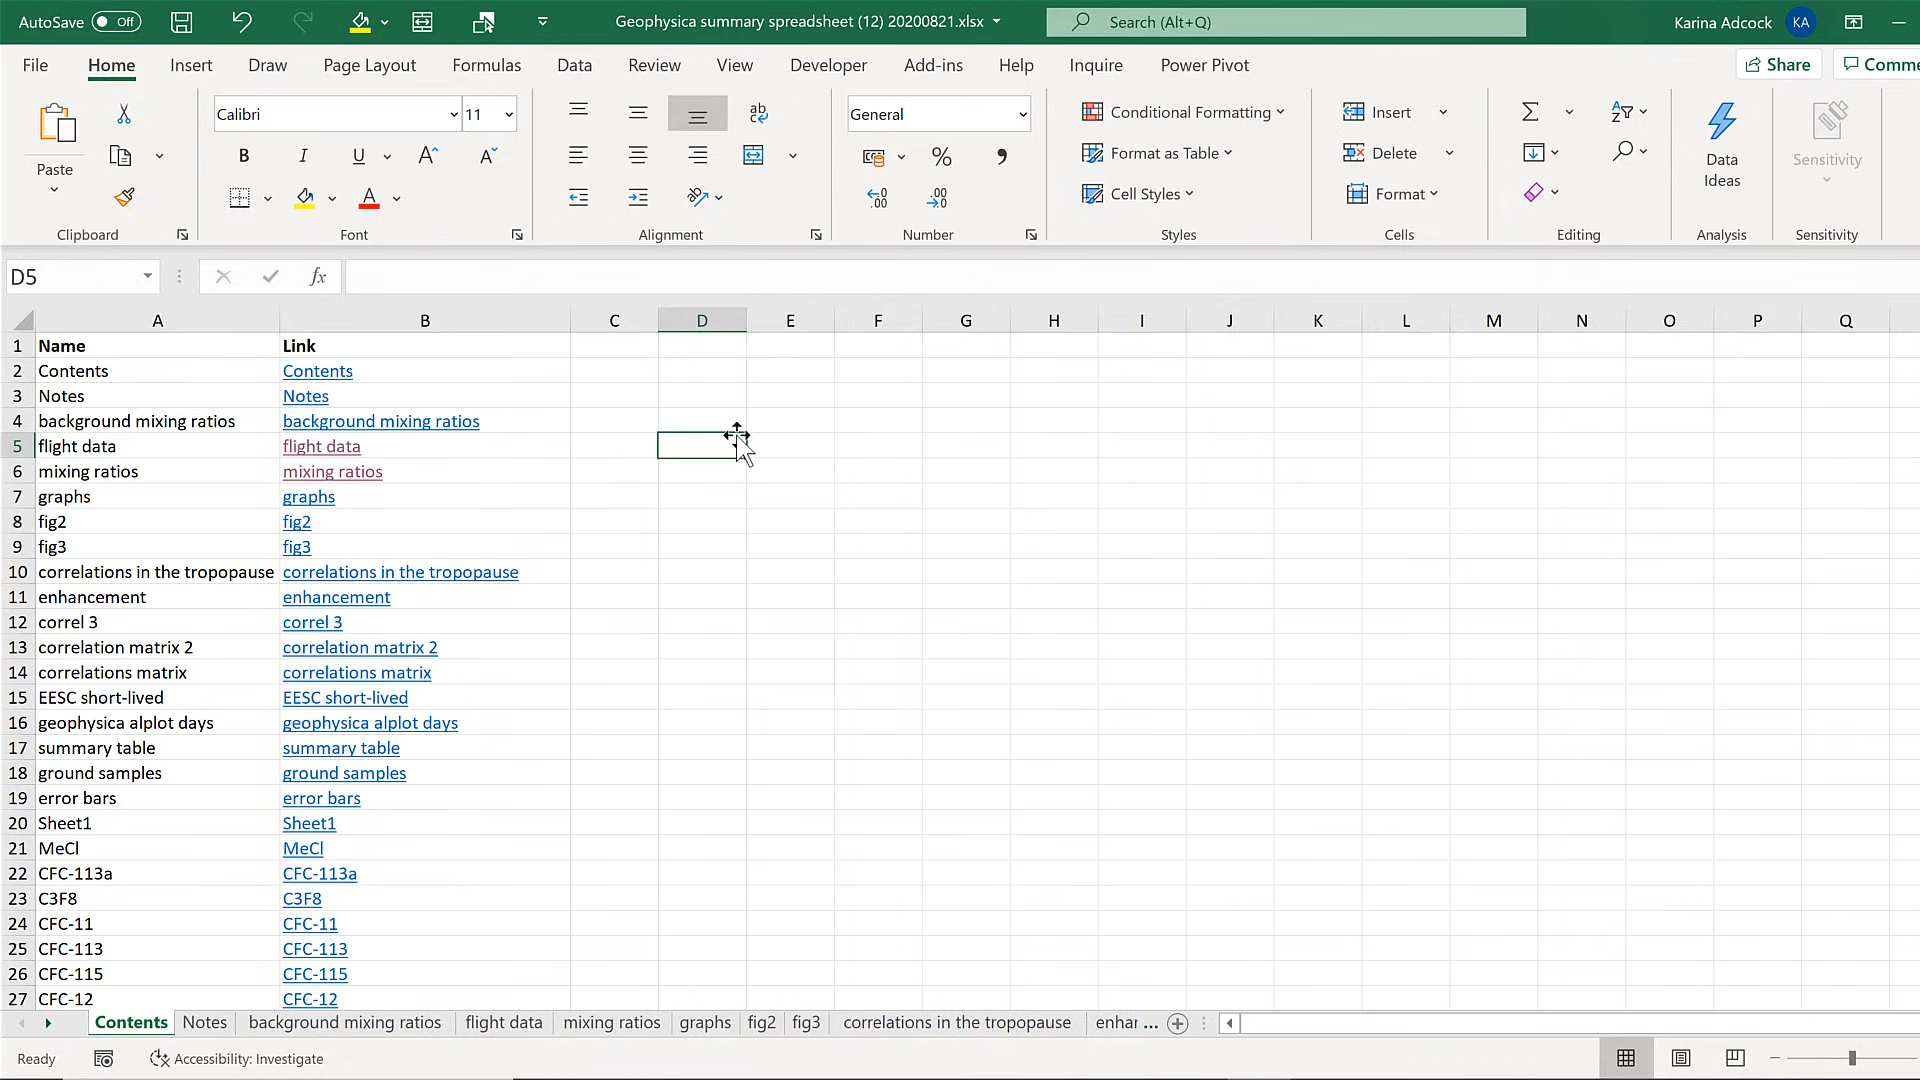 AutoSave Off Geophysica summary spreadsheet (12) 20200821.xlsx Search (Alt+Q) Karina Adcock KA
File Home Insert Draw Page Layout Formulas Data Review View Developer Add-ins Help Inquire Power Pivot Share Comme
Paste Calibri 11 General Conditional Formatting Insert Data Ideas Sensitivity
B I U A A % Format as Table Delete
A Cell Styles Format
Clipboard Font Alignment Number Styles Cells Editing Analysis Sensitivity
D5 fx
A B C D E F G H I J K L M N O P Q
1 Name Link
2 Contents Contents
3 Notes Notes
4 background mixing ratios background mixing ratios
5 flight data flight data
6 mixing ratios mixing ratios
7 graphs graphs
8 fig2 fig2
9 fig3 fig3
10 correlations in the tropopause correlations in the tropopause
11 enhancement enhancement
12 correl 3 correl 3
13 correlation matrix 2 correlation matrix 2
14 correlations matrix correlations matrix
15 EESC short-lived EESC short-lived
16 geophysica alplot days geophysica alplot days
17 summary table summary table
18 ground samples ground samples
19 error bars error bars
20 Sheet1 Sheet1
21 MeCl MeCl
22 CFC-113a CFC-113a
23 C3F8 C3F8
24 CFC-11 CFC-11
25 CFC-113 CFC-113
26 CFC-115 CFC-115
27 CFC-12 CFC-12
Contents Notes background mixing ratios flight data mixing ratios graphs fig2 fig3 correlations in the tropopause enhar ...
Ready Accessibility: Investigate